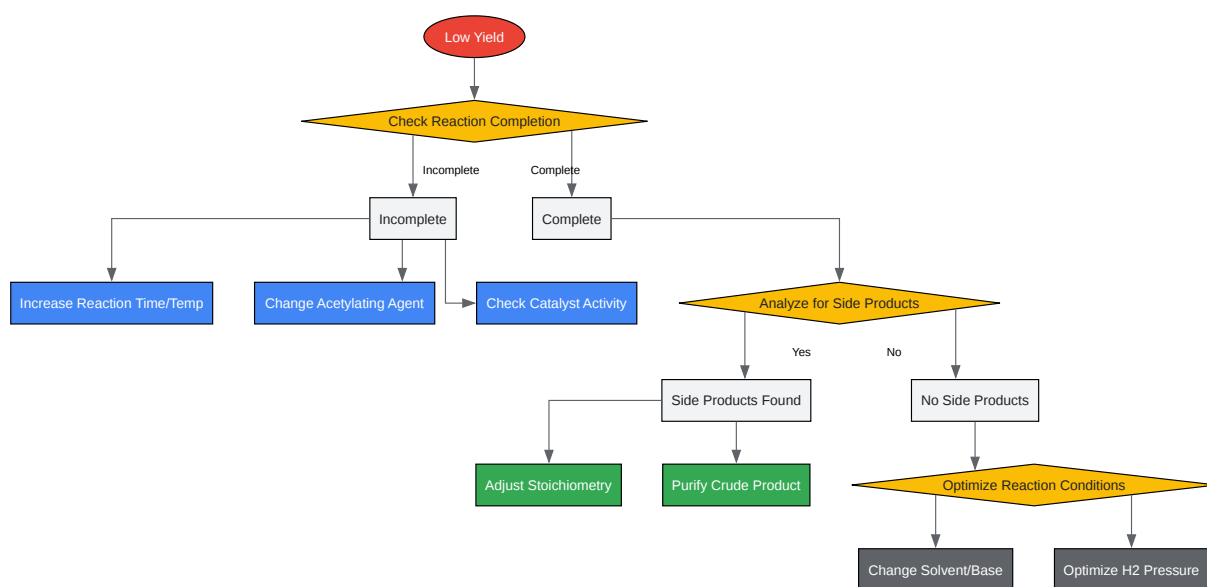 Low Yield
Check Reaction Completion
Incomplete
Complete
Incomplete
Complete
Increase Reaction Time/Temp
Change Acetylating Agent
Check Catalyst Activity
Analyze for Side Products
Yes
No
Side Products Found
No Side Products
Adjust Stoichiometry
Purify Crude Product
Optimize Reaction Conditions
Change Solvent/Base
Optimize H2 Pressure